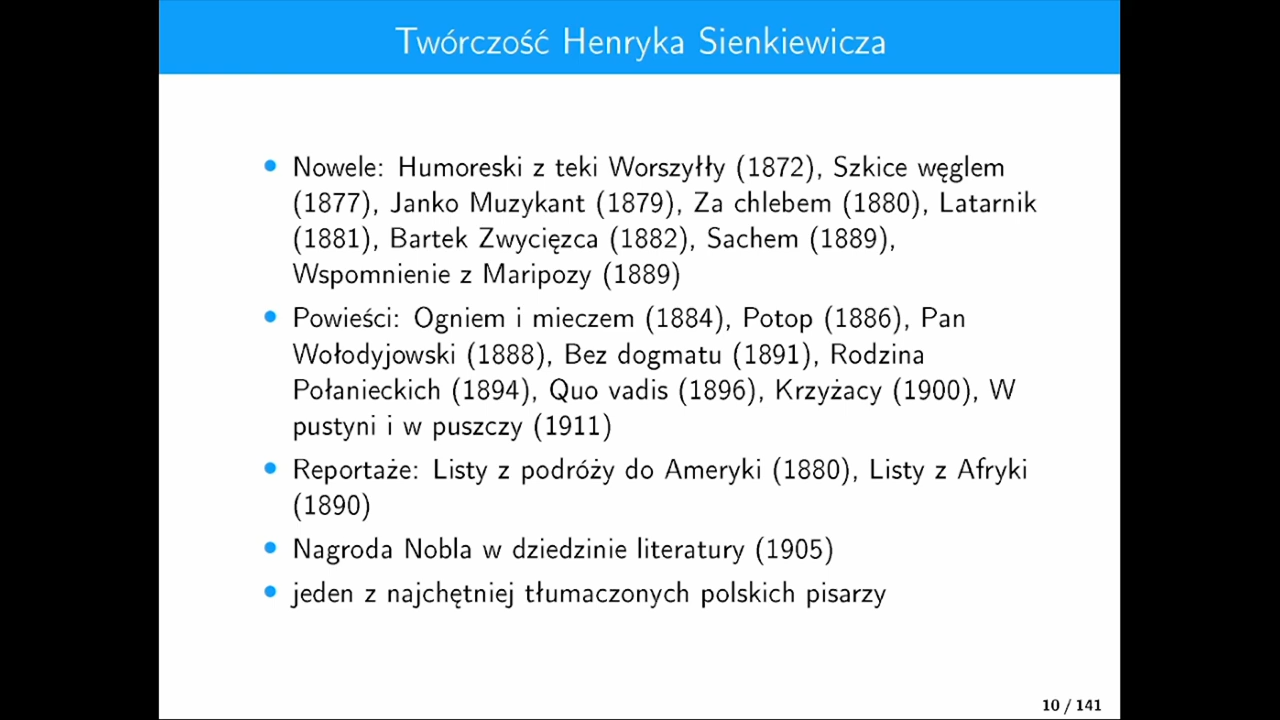 Twórczość Henryka Sienkiewicza
• Nowele: Humoreski z teki Worszyłły (1872), Szkice węglem
(1877), Janko Muzykant (1879), Za chlebem (1880), Latarnik
(1881), Bartek Zwycięzca (1882), Sachem (1889),
Wspomnienie z Maripozy (1889)
• Powieści: Ogniem i mieczem (1884), Potop (1886), Pan
Wołodyjowski (1888), Bez dogmatu (1891), Rodzina
Połanieckich (1894), Quo vadis (1896), Krzyżacy (1900), W
pustyni i w puszczy (1911)
• Reportaże: Listy z podróży do Ameryki (1880), Listy z Afryki
(1890)
• Nagroda Nobla w dziedzinie literatury (1905)
• jeden z najchętniej tłumaczonych polskich pisarzy
10 / 141